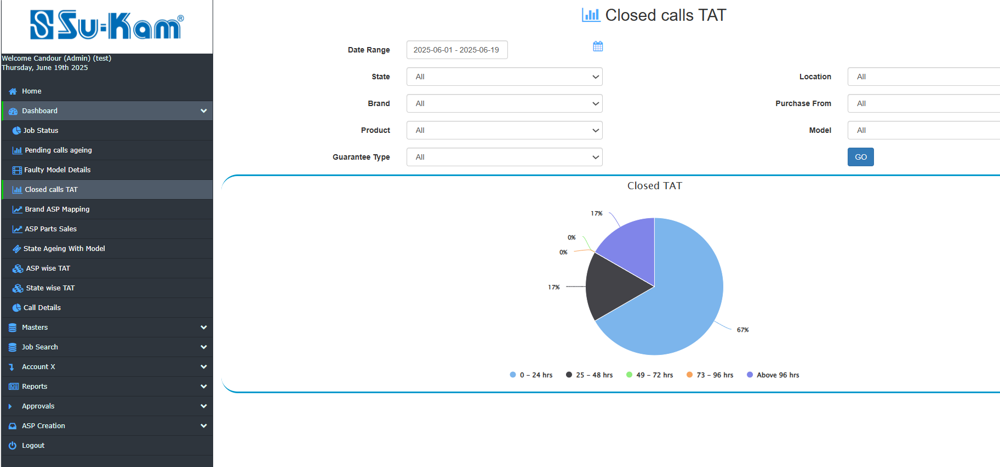 Su-Kam®
Welcome Candour (Admin) (test)
Thursday, June 19th 2025
Home
Dashboard
Job Status
Pending calls ageing
Faulty Model Details
Closed calls TAT
Brand ASP Mapping
ASP Parts Sales
State Ageing With Model
ASP wise TAT
State wise TAT
Call Details
Masters
Job Search
Account X
Reports
Approvals
ASP Creation
Logout
Closed calls TAT
Date Range 2025-06-01 - 2025-06-19
State All Location All
Brand All Purchase From All
Product All Model All
Guarantee Type All GO
Closed TAT
17%
0%
0%
17%
67%
0 - 24 hrs 25 - 48 hrs 49 - 72 hrs 73 - 96 hrs Above 96 hrs